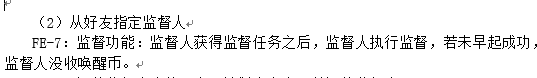 （2）从好友指定监督人
FE-7：监督功能：监督人获得监督任务之后，监督人执行监督，若未早起成功，
监督人没收唤醒币。